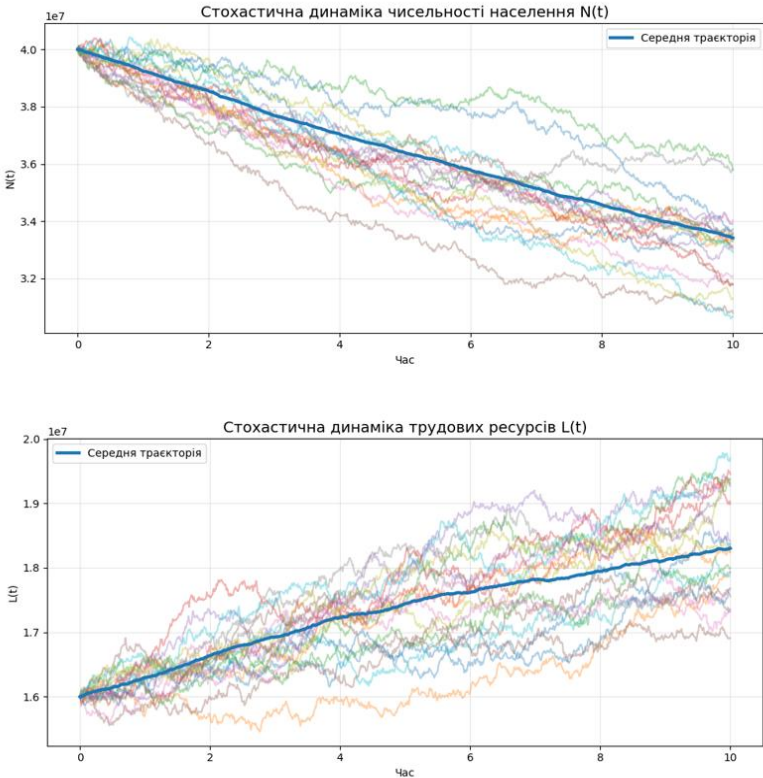 Стохастична динаміка чисельності населення N(t)
1e7
4.0
3.8
3.6
3.4
3.2
N(t)
Середня траєкторія
0 2 4 6 8 10
Час
Стохастична динаміка трудових ресурсів L(t)
1e7
2.0
1.9
1.8
1.7
1.6
L(t)
Середня траєкторія
0 2 4 6 8 10
Час